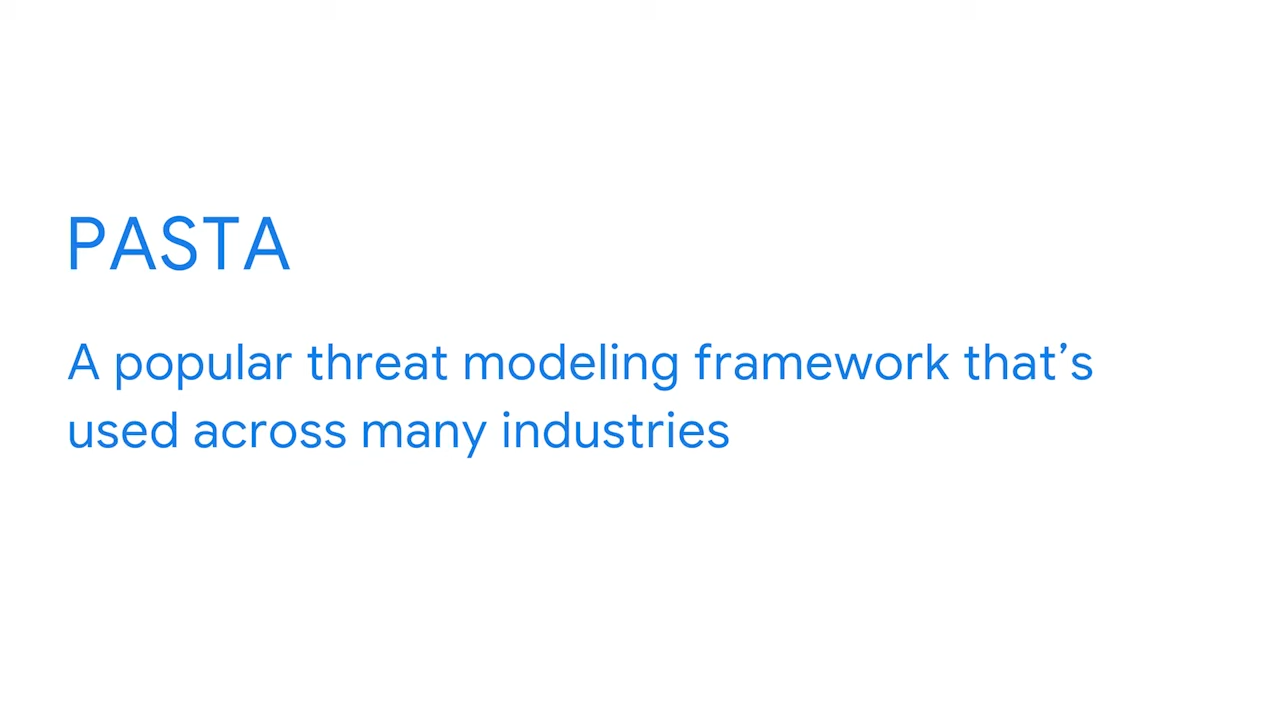 PASTA
A popular threat modeling framework that’s
used across many industries